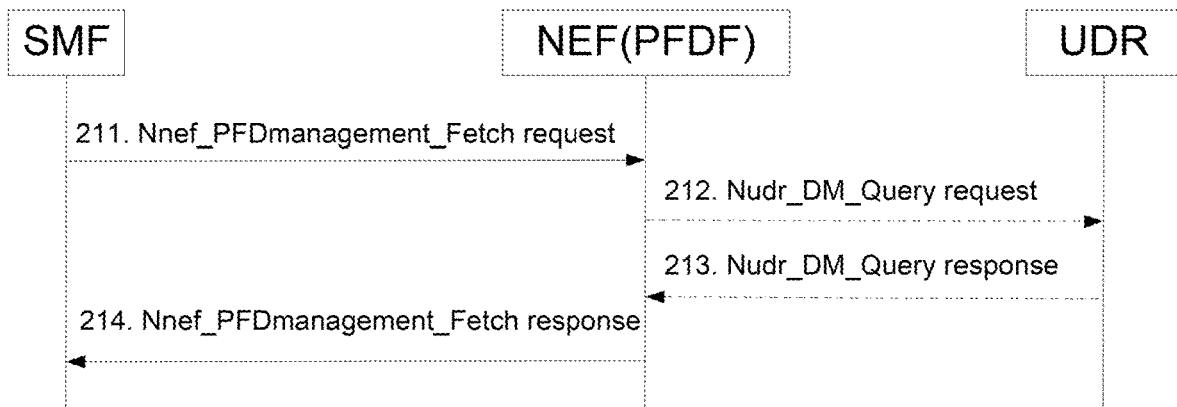 SMF
NEF(PFDF)
UDR
211. Nnef_PFDmanagement_Fetch request
212. Nudr_DM_Query request
213. Nudr_DM_Query response
214. Nnef_PFDmanagement_Fetch response